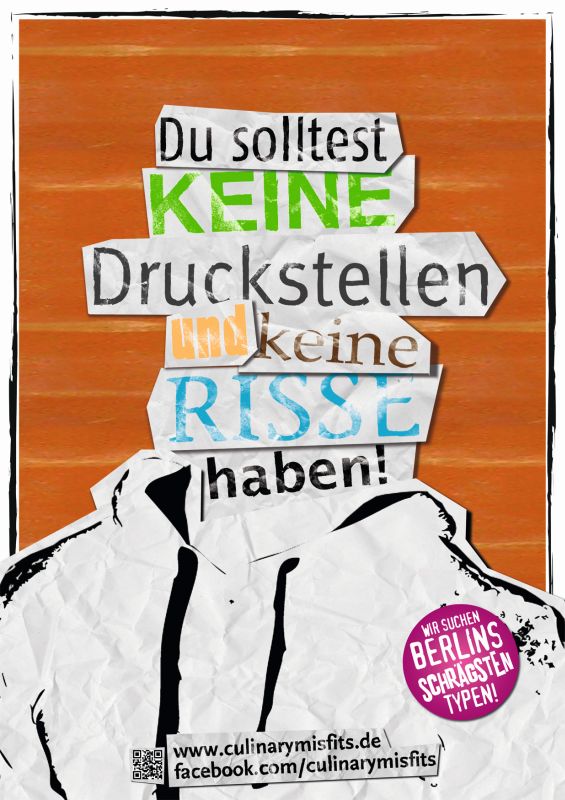 Du solltest
KEINE
Druckstellen
und keine
RISSE
haben!
WIR SUCHEN
BERLINS
SCHRÄGSTEN
TYPEN!
www.culinarymisfits.de
facebook.com/culinarymisfits